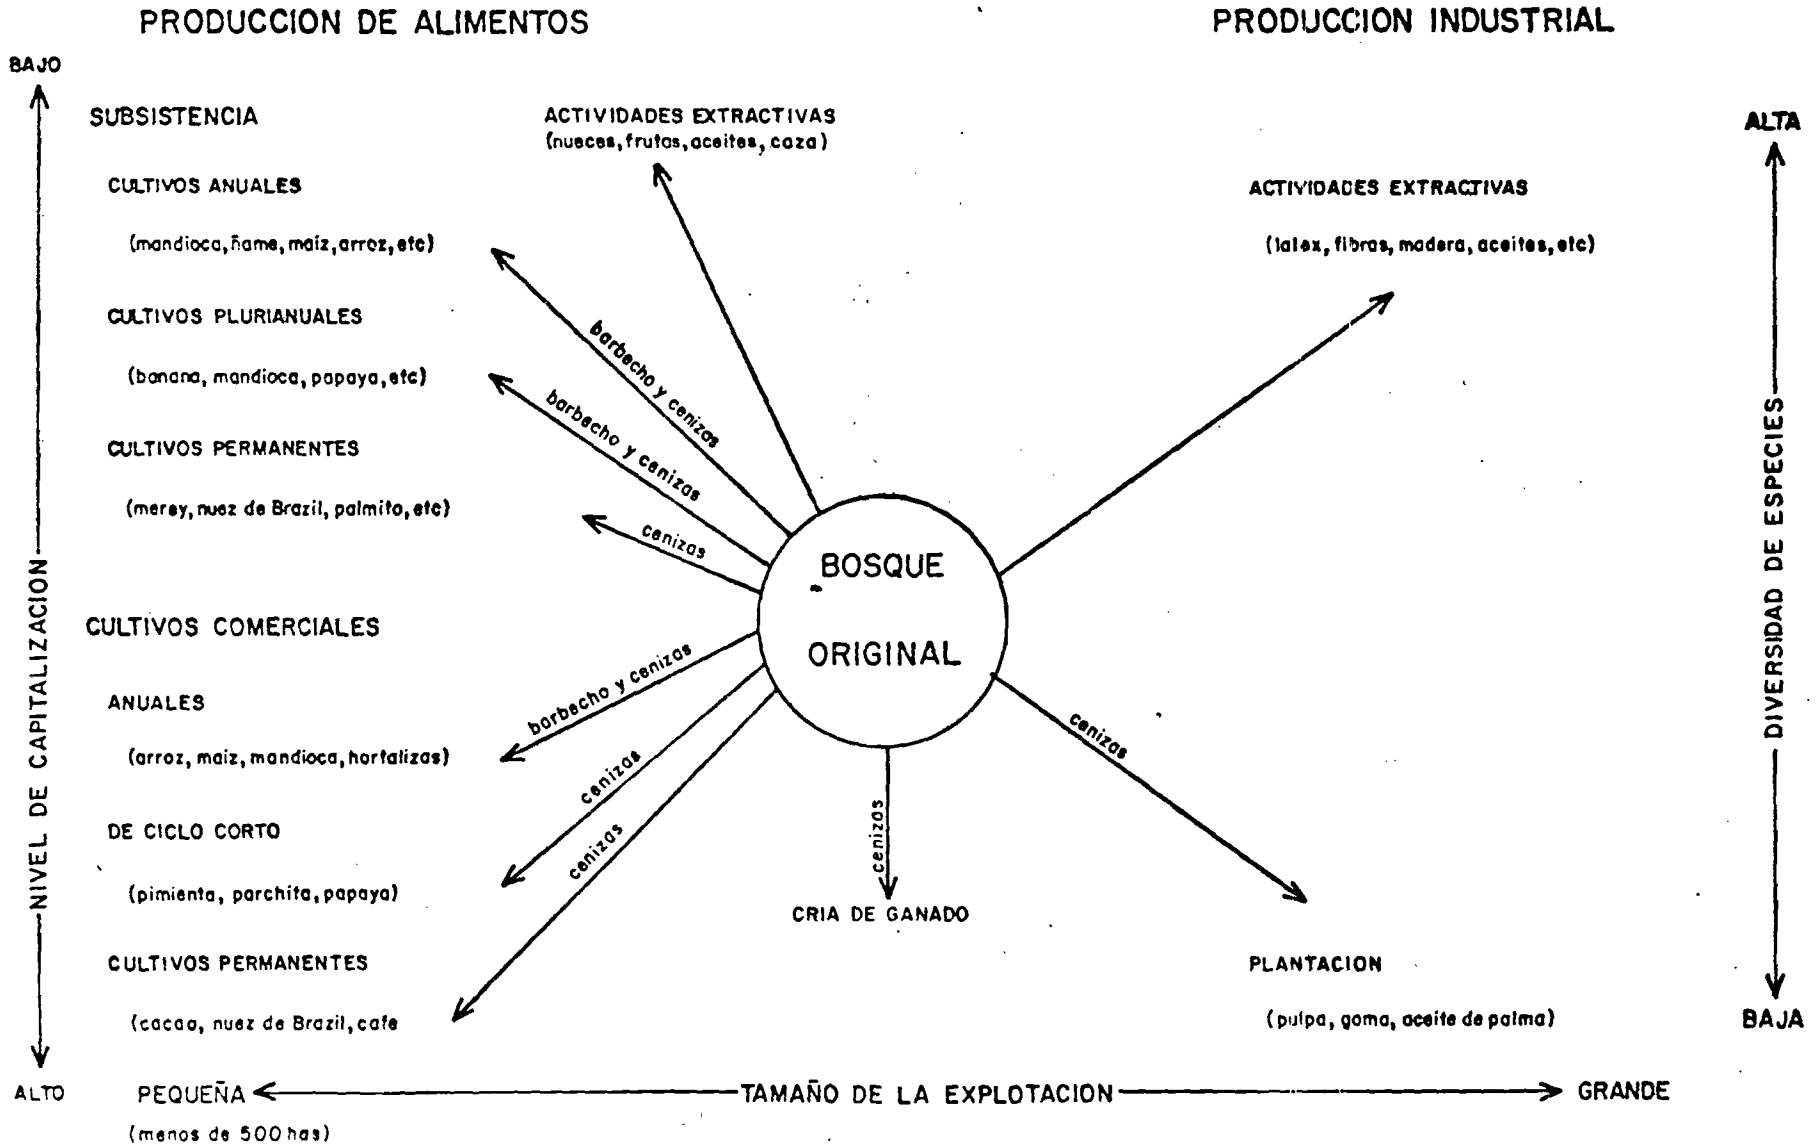 PRODUCCION DE ALIMENTOS
PRODUCCION INDUSTRIAL
BAJO
SUBSISTENCIA
ACTIVIDADES EXTRACTIVAS
(nueces, frutas, aceites, caza)
ALTA
CULTIVOS ANUALES
ACTIVIDADES EXTRACTIVAS
(mandioca, ñame, maíz, arroz, etc)
(latex, fibras, madera, aceites, etc)
CULTIVOS PLURIANUALES
barbecho y cenizas
(banana, mandioca, papaya, etc)
barbecho y cenizas
CULTIVOS PERMANENTES
(merey, nuez de Brazil, palmito, etc)
cenizas
BOSQUE
ORIGINAL
NIVEL DE CAPITALIZACION
DIVERSIDAD DE ESPECIES
CULTIVOS COMERCIALES
barbecho y cenizas
ANUALES
(arroz, maiz, mandioca, hortalizas)
cenizas
cenizas
DE CICLO CORTO
cenizas
cenizas
(pimienta, parchita, papaya)
CRIA DE GANADO
CULTIVOS PERMANENTES
PLANTACION
(cacao, nuez de Brazil, cafe
(pulpa, goma, aceite de palma)
BAJA
ALTO
PEQUEÑA
TAMAÑO DE LA EXPLOTACION
GRANDE
(menos de 500 has)